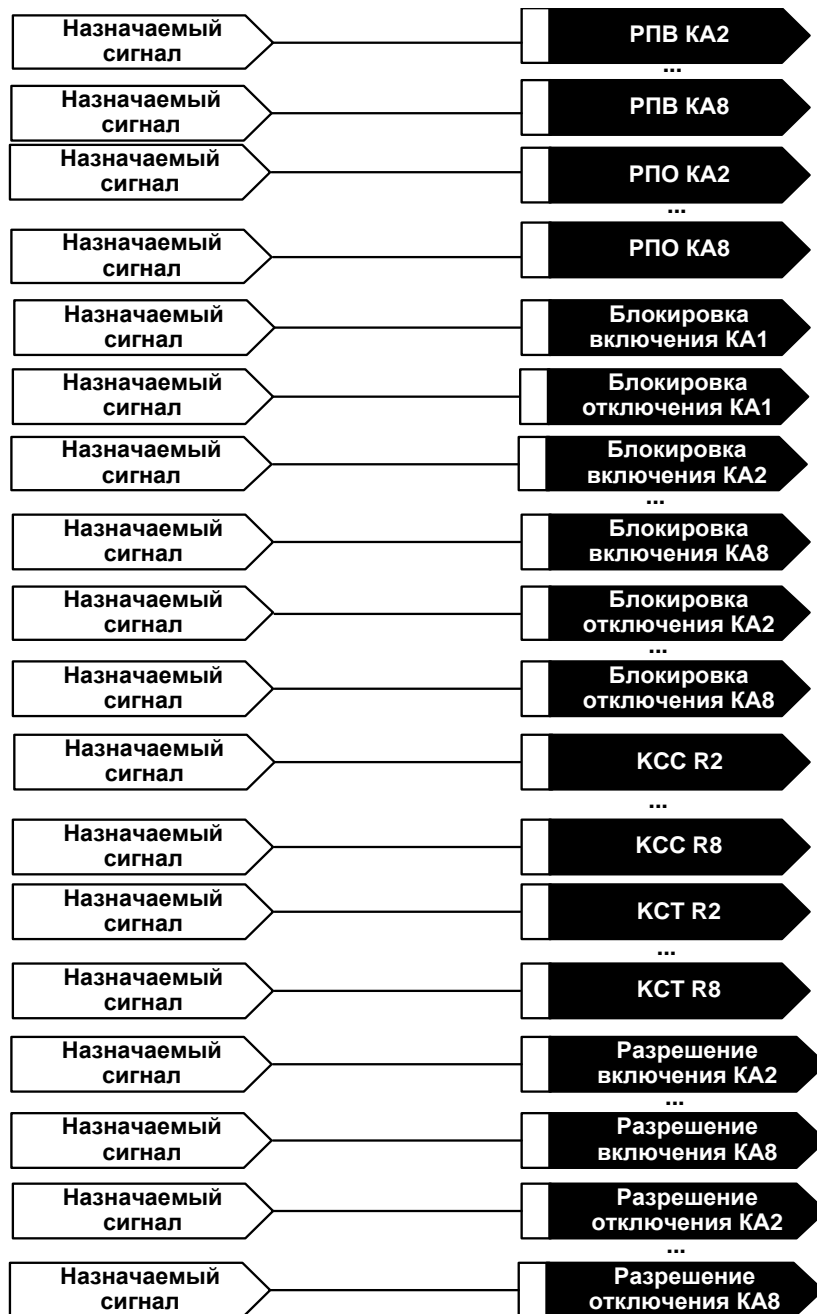 Назначаемый
сигнал
РПВ КА2
...
Назначаемый
сигнал
РПВ КА8
Назначаемый
сигнал
РПО КА2
...
Назначаемый
сигнал
РПО КА8
Назначаемый
сигнал
Блокировка
включения КА1
Назначаемый
сигнал
Блокировка
отключения КА1
Назначаемый
сигнал
Блокировка
включения КА2
...
Назначаемый
сигнал
Блокировка
включения КА8
Назначаемый
сигнал
Блокировка
отключения КА2
...
Назначаемый
сигнал
Блокировка
отключения КА8
Назначаемый
сигнал
KCC R2
...
Назначаемый
сигнал
KCC R8
Назначаемый
сигнал
KCT R2
...
Назначаемый
сигнал
KCT R8
Назначаемый
сигнал
Разрешение
включения КА2
...
Назначаемый
сигнал
Разрешение
включения КА8
Назначаемый
сигнал
Разрешение
отключения КА2
...
Назначаемый
сигнал
Разрешение
отключения КА8